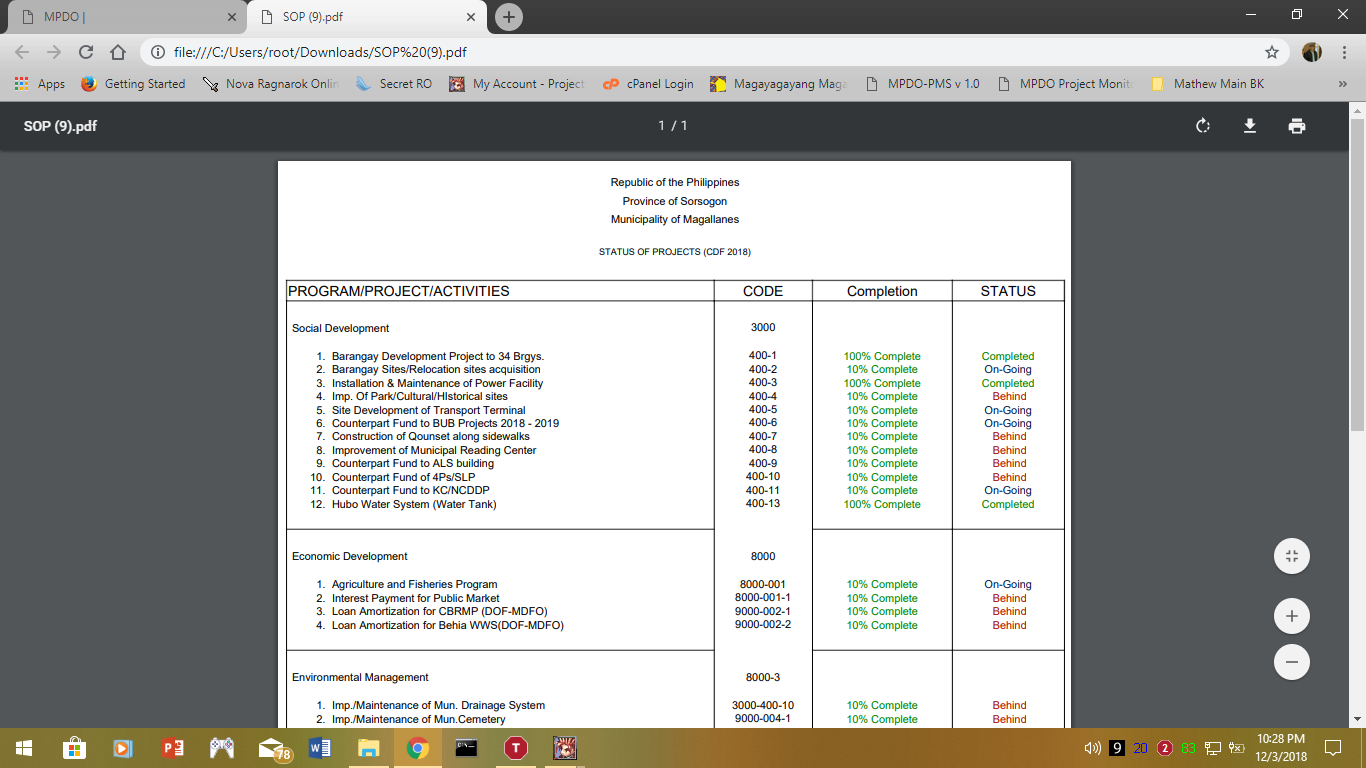 MPDO |
SOP (9).pdf
file:///C:/Users/root/Downloads/SOP%20(9).pdf
Apps Getting Started Nova Ragnarok Onlin Secret RO My Account - Project cPanel Login Magayagayang Maga MPDO-PMS v 1.0 MPDO Project Monit Mathew Main BK »
SOP (9).pdf 1 / 1
Republic of the Philippines
Province of Sorsogon
Municipality of Magallanes
STATUS OF PROJECTS (CDF 2018)
PROGRAM/PROJECT/ACTIVITIES CODE Completion STATUS
Social Development 3000
1. Barangay Development Project to 34 Brgys. 400-1 100% Complete Completed
2. Barangay Sites/Relocation sites acquisition 400-2 10% Complete On-Going
3. Installation & Maintenance of Power Facility 400-3 100% Complete Completed
4. Imp. Of Park/Cultural/HIstorical sites 400-4 10% Complete Behind
5. Site Development of Transport Terminal 400-5 10% Complete On-Going
6. Counterpart Fund to BUB Projects 2018 - 2019 400-6 10% Complete On-Going
7. Construction of Qounset along sidewalks 400-7 10% Complete Behind
8. Improvement of Municipal Reading Center 400-8 10% Complete Behind
9. Counterpart Fund to ALS building 400-9 10% Complete Behind
10. Counterpart Fund of 4Ps/SLP 400-10 10% Complete Behind
11. Counterpart Fund to KC/NCDDP 400-11 10% Complete On-Going
12. Hubo Water System (Water Tank) 400-13 100% Complete Completed
Economic Development 8000
1. Agriculture and Fisheries Program 8000-001 10% Complete On-Going
2. Interest Payment for Public Market 8000-001-1 10% Complete Behind
3. Loan Amortization for CBRMP (DOF-MDFO) 9000-002-1 10% Complete Behind
4. Loan Amortization for Behia WWS(DOF-MDFO) 9000-002-2 10% Complete Behind
Environmental Management 8000-3
1. Imp./Maintenance of Mun. Drainage System 3000-400-10 10% Complete Behind
2. Imp./Maintenance of Mun.Cemetery 9000-004-1 10% Complete Behind
78 T 9 20 2 83 10:28 PM
12/3/2018